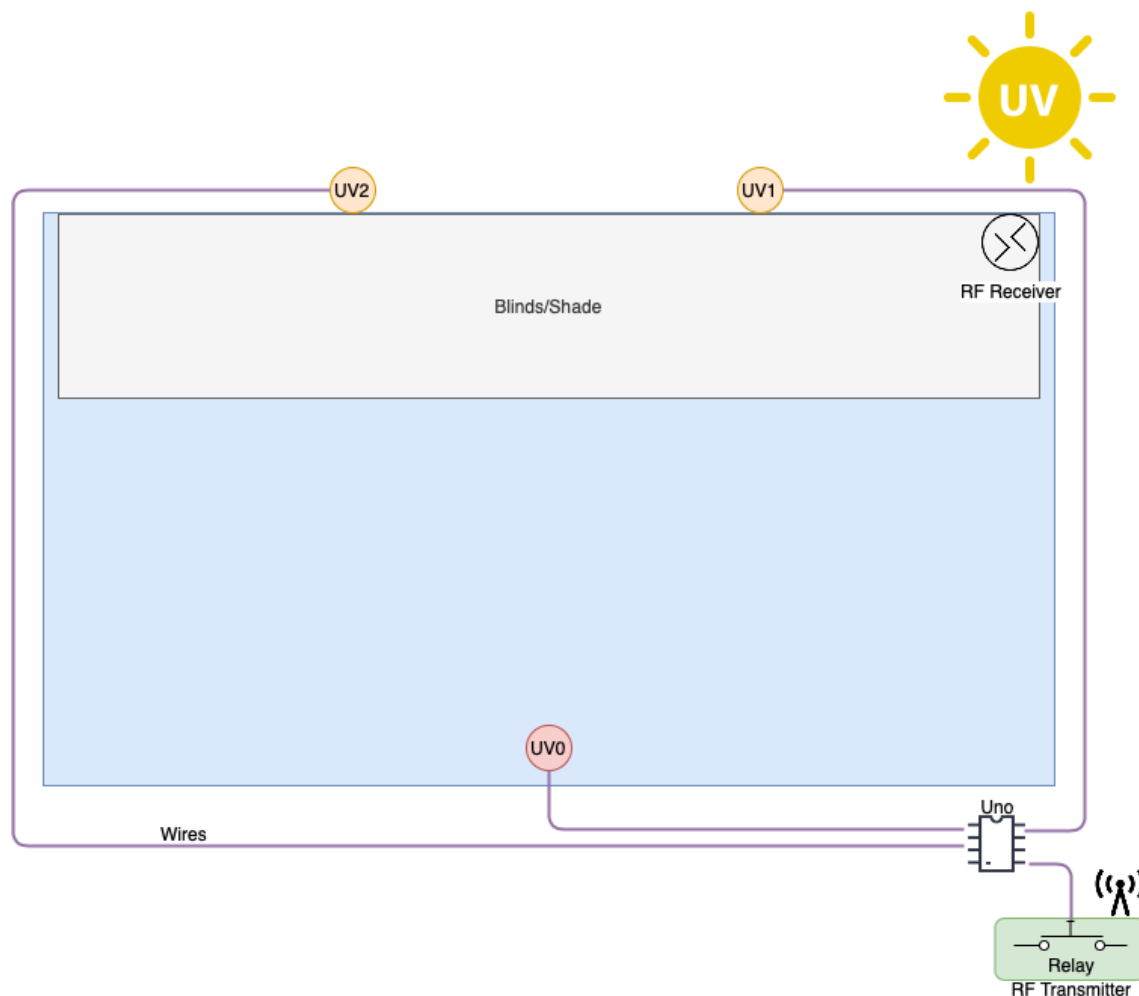 UV
UV2
UV1
RF Receiver
Blinds/Shade
UV0
Uno
Wires
Relay
RF Transmitter